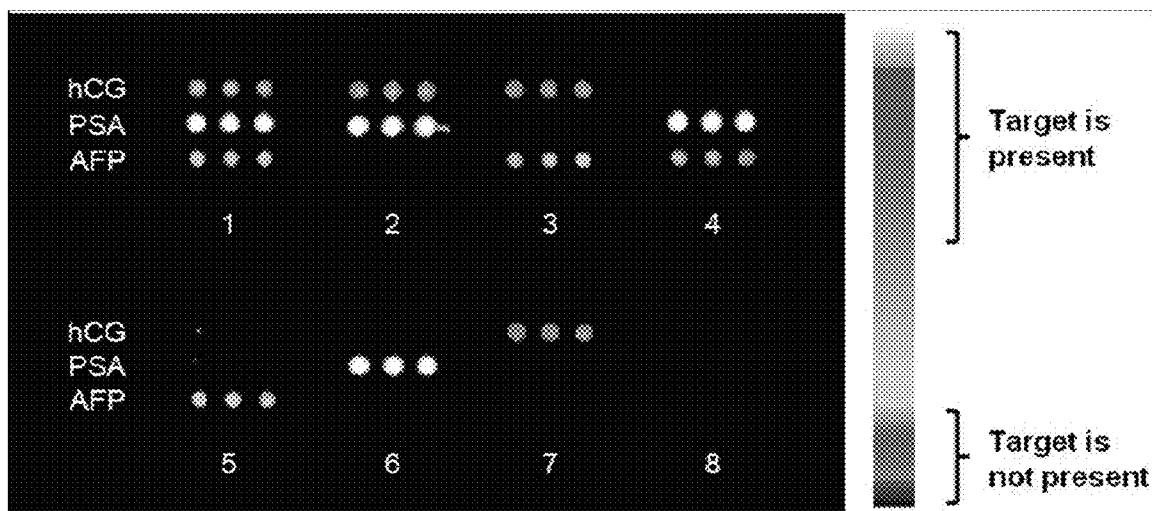 hCG
PSA
AFP
1 2 3 4
hCG
PSA
AFP
5 6 7 8
Target is
present
Target is
not present